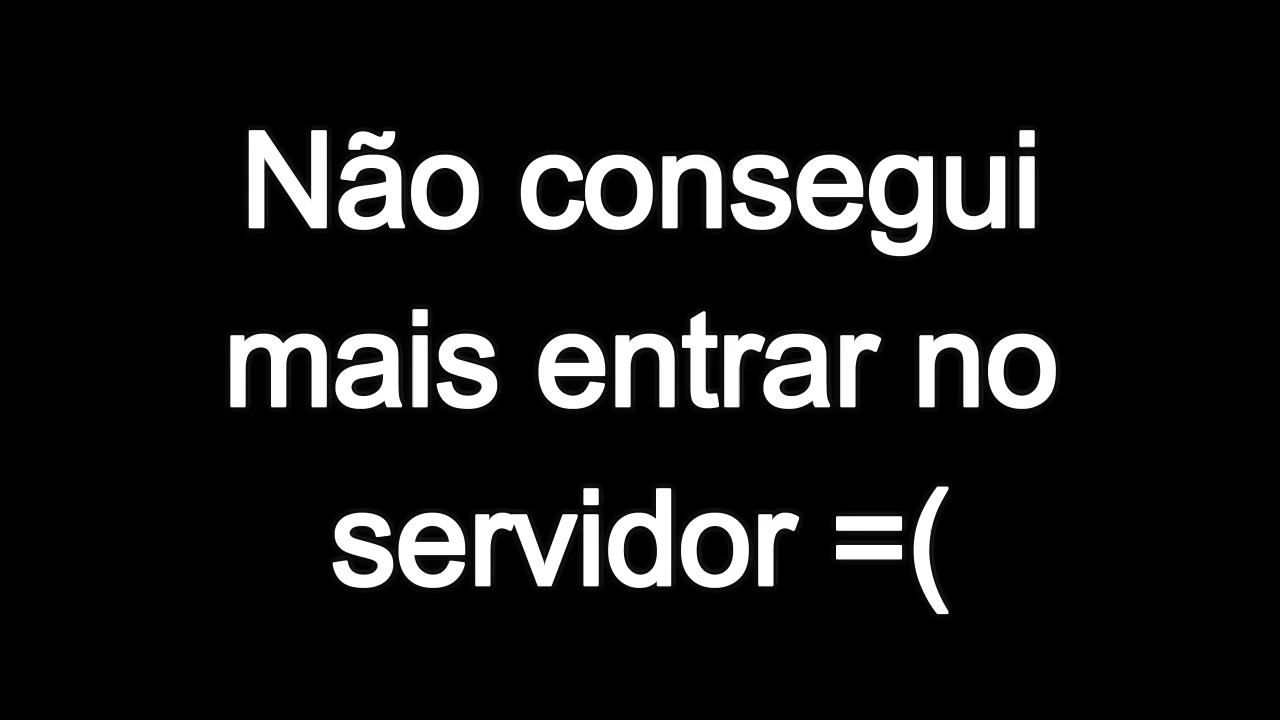 Não consegui
mais entrar no
servidor =(